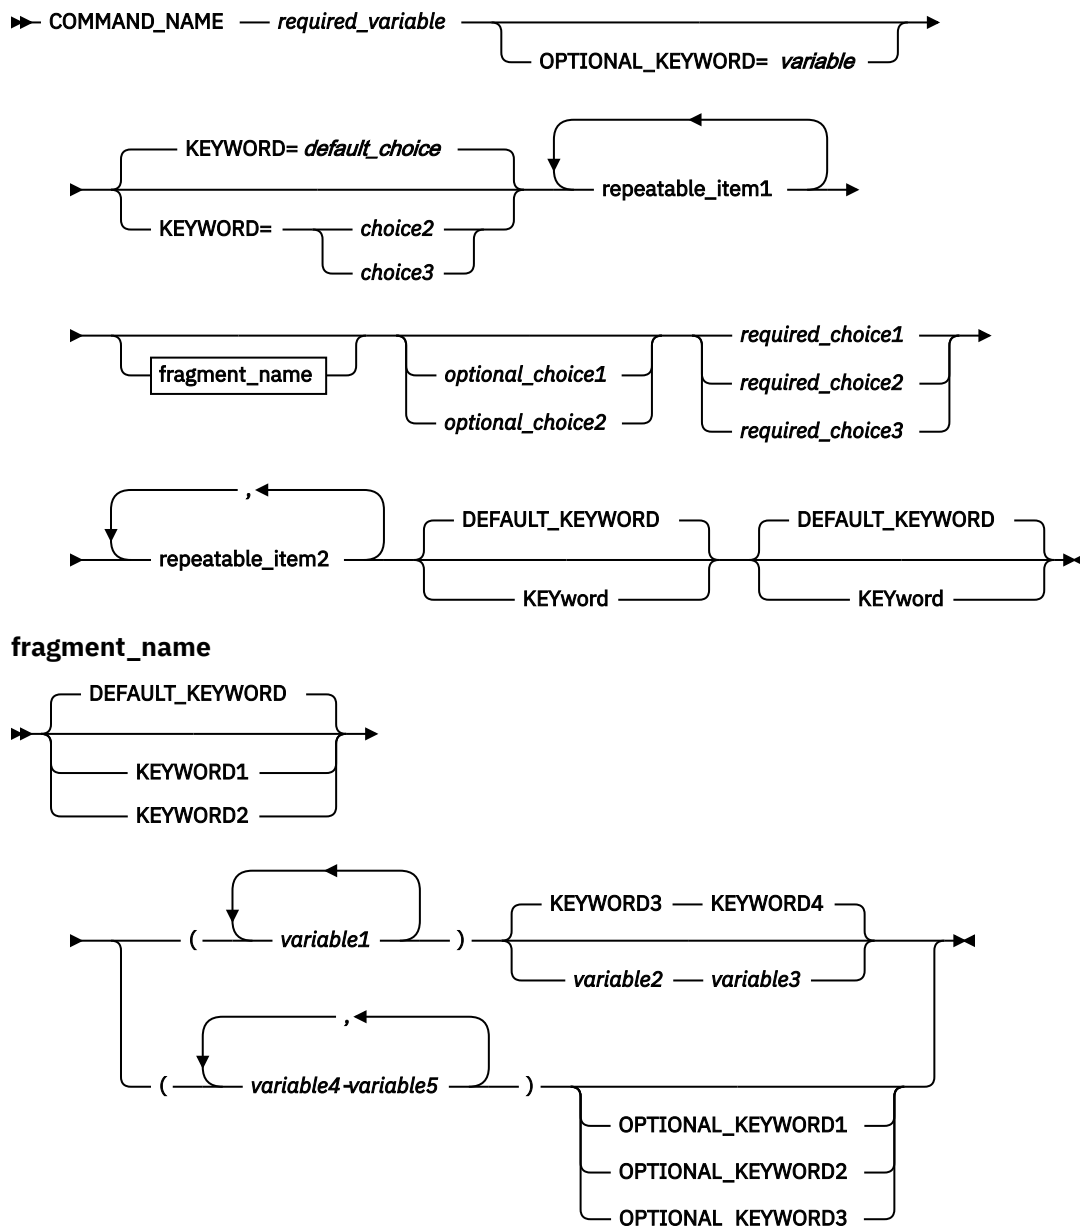 COMMAND_NAME required_variable
OPTIONAL_KEYWORD= variable
KEYWORD= default_choice
repeatable_item1
KEYWORD= choice2
choice3
required_choice1
fragment_name optional_choice1 required_choice2
optional_choice2 required_choice3
,
repeatable_item2
DEFAULT_KEYWORD DEFAULT_KEYWORD
KEYword KEYword
fragment_name
DEFAULT_KEYWORD
KEYWORD1
KEYWORD2
KEYWORD3 KEYWORD4
( variable1 )
variable2 variable3
,
( variable4-variable5 )
OPTIONAL_KEYWORD1
OPTIONAL_KEYWORD2
OPTIONAL_KEYWORD3